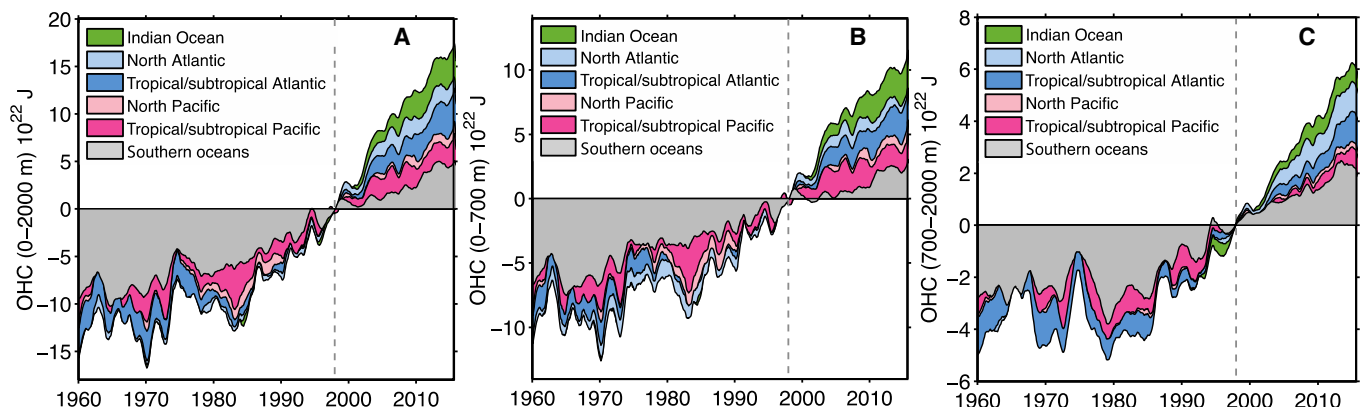 A
OHC (0–2000 m) 10²² J
20
15
10
5
0
−5
−10
−15
Indian Ocean
North Atlantic
Tropical/subtropical Atlantic
North Pacific
Tropical/subtropical Pacific
Southern oceans
1960 1970 1980 1990 2000 2010
B
OHC (0–700 m) 10²² J
10
5
0
−5
−10
Indian Ocean
North Atlantic
Tropical/subtropical Atlantic
North Pacific
Tropical/subtropical Pacific
Southern oceans
1960 1970 1980 1990 2000 2010
C
OHC (700–2000 m) 10²² J
8
6
4
2
0
−2
−4
−6
Indian Ocean
North Atlantic
Tropical/subtropical Atlantic
North Pacific
Tropical/subtropical Pacific
Southern oceans
1960 1970 1980 1990 2000 2010